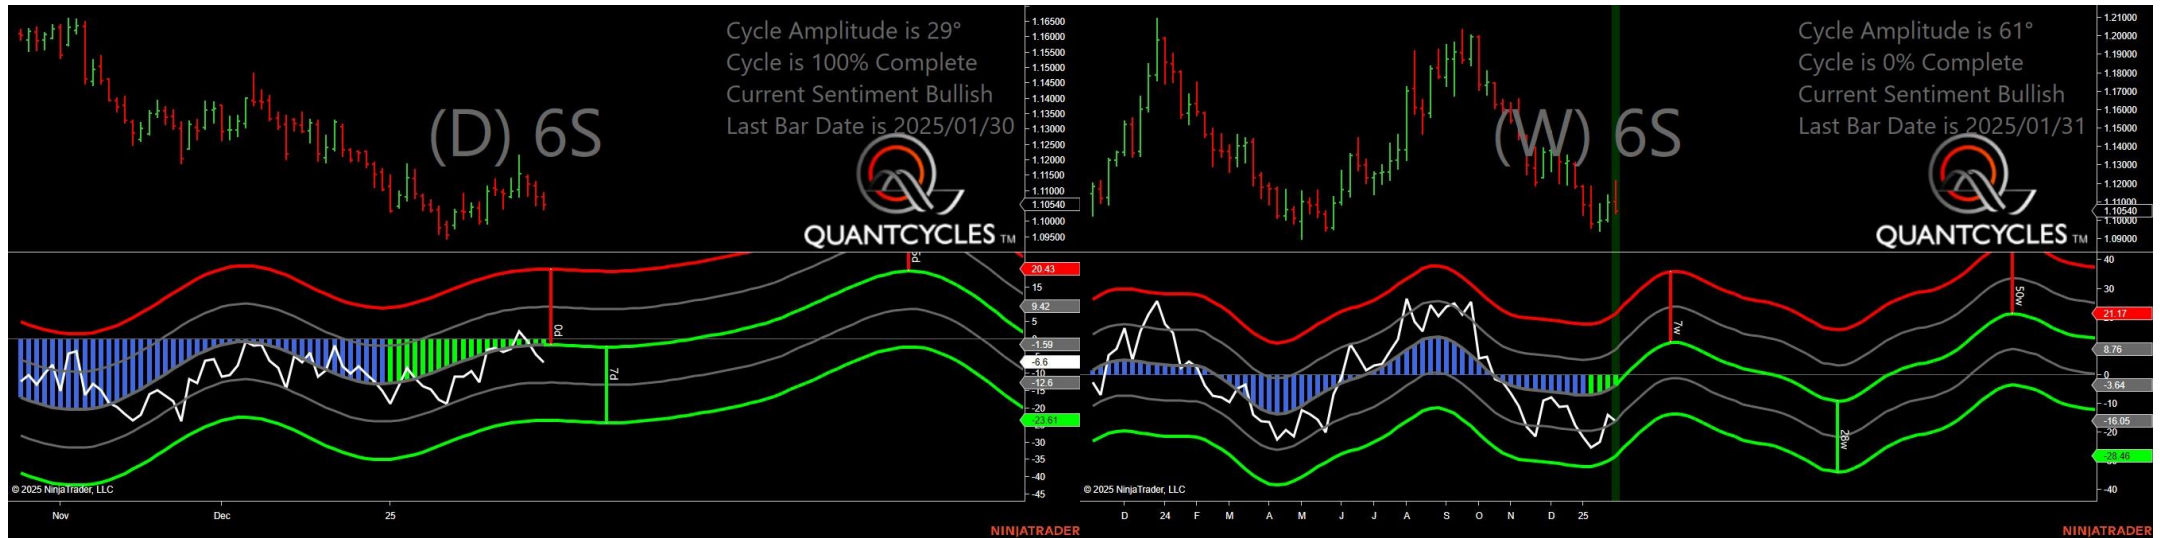 Cycle Amplitude is 29°
Cycle is 100% Complete
Current Sentiment Bullish
Last Bar Date is 2025/01/30
(D) 6S
QUANTCYCLES TM
1.16500
1.16000
1.15500
1.15000
1.14500
1.14000
1.13500
1.13000
1.12500
1.12000
1.11500
1.11000
1.10540
1.10000
1.09500
20.43
15
9.42
5
-1.59
-6.6
-10
-12.6
-15
-20
-23.61
-30
-35
-40
-45
0d
7d
© 2025 NinjaTrader, LLC
Nov
Dec
25
NINJATRADER
Cycle Amplitude is 61°
Cycle is 0% Complete
Current Sentiment Bullish
Last Bar Date is 2025/01/31
(W) 6S
QUANTCYCLES TM
1.21000
1.20000
1.19000
1.18000
1.17000
1.16000
1.15000
1.14000
1.13000
1.12000
1.11000
1.10540
1.10000
1.09000
40
30
21.17
8.76
0
-3.64
-10
-16.05
-20
-28.46
-40
7w
28w
50w
© 2025 NinjaTrader, LLC
D
24
F
M
A
M
J
J
A
S
O
N
D
25
NINJATRADER